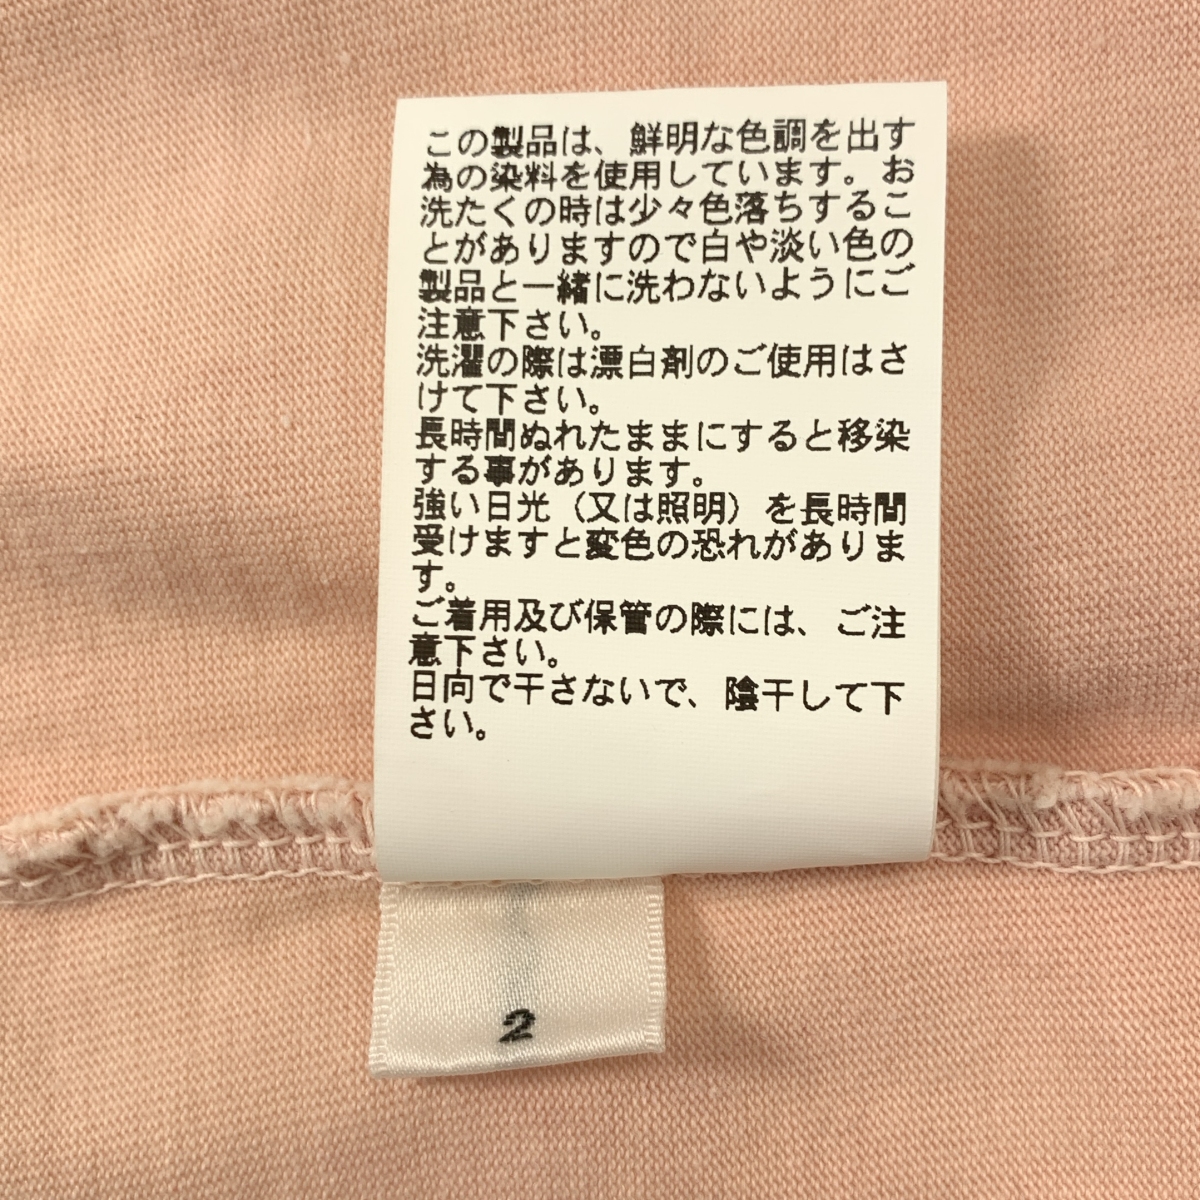 この製品は、鮮明な色調を出す
為の染料を使用しています。お
洗たくの時は少々色落ちするこ
とがありますので白や淡い色の
製品と一緒に洗わないようにご
注意下さい。
洗濯の際は漂白剤のご使用はさ
けて下さい。
長時間ぬれたままにすると移染
する事があります。
強い日光（又は照明）を長時間
受けますと変色の恐れがありま
す。
ご着用及び保管の際には、ご注
意下さい。
日向で干さないで、陰干して下
さい。
2